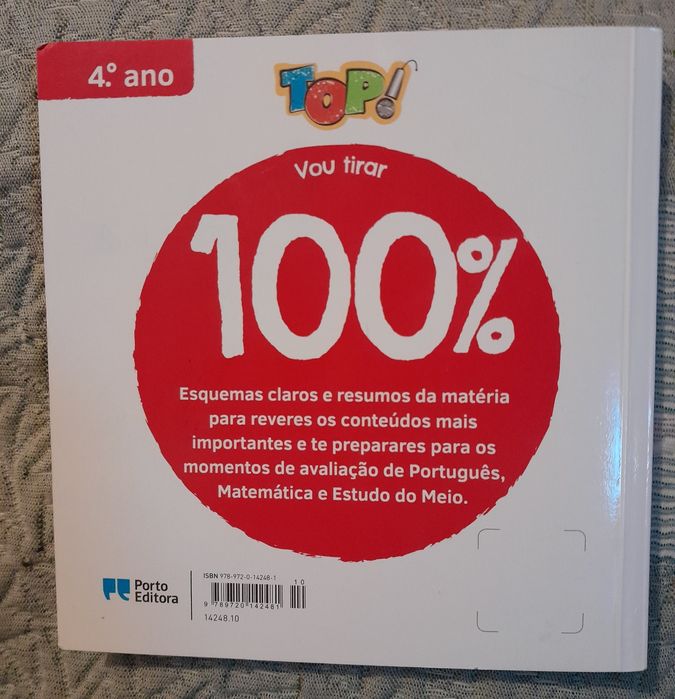 4.º ano
TOP!
Vou tirar
100%
Esquemas claros e resumos da matéria
para reveres os conteúdos mais
importantes e te preparares para os
momentos de avaliação de Português,
Matemática e Estudo do Meio.
Porto
Editora
ISBN 978-972-0-14248-1
10
9 789720 142481
14248.10